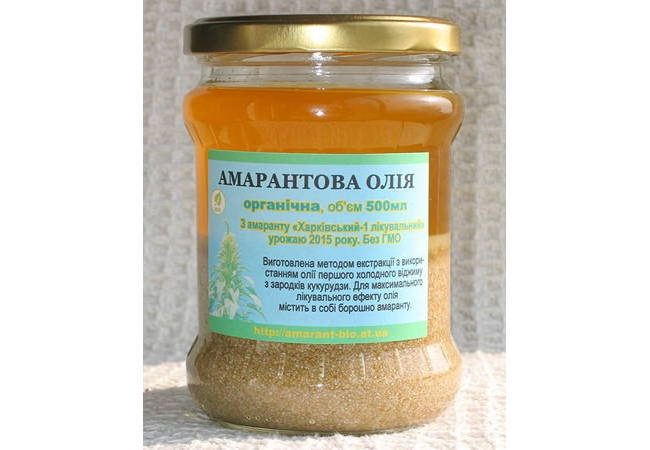 АМАРАНТОВА ОЛІЯ
органічна, об'єм 500мл
З амаранту «Харківський-1 лікувальний»
урожаю 2015 року. Без ГМО
Виготовлена методом екстракції з викори-
станням олії першого холодного віджиму
з зародків кукурудзи. Для максимального
лікувального ефекту олія
містить в собі борошно амаранту.
http://amarant-bio.at.ua